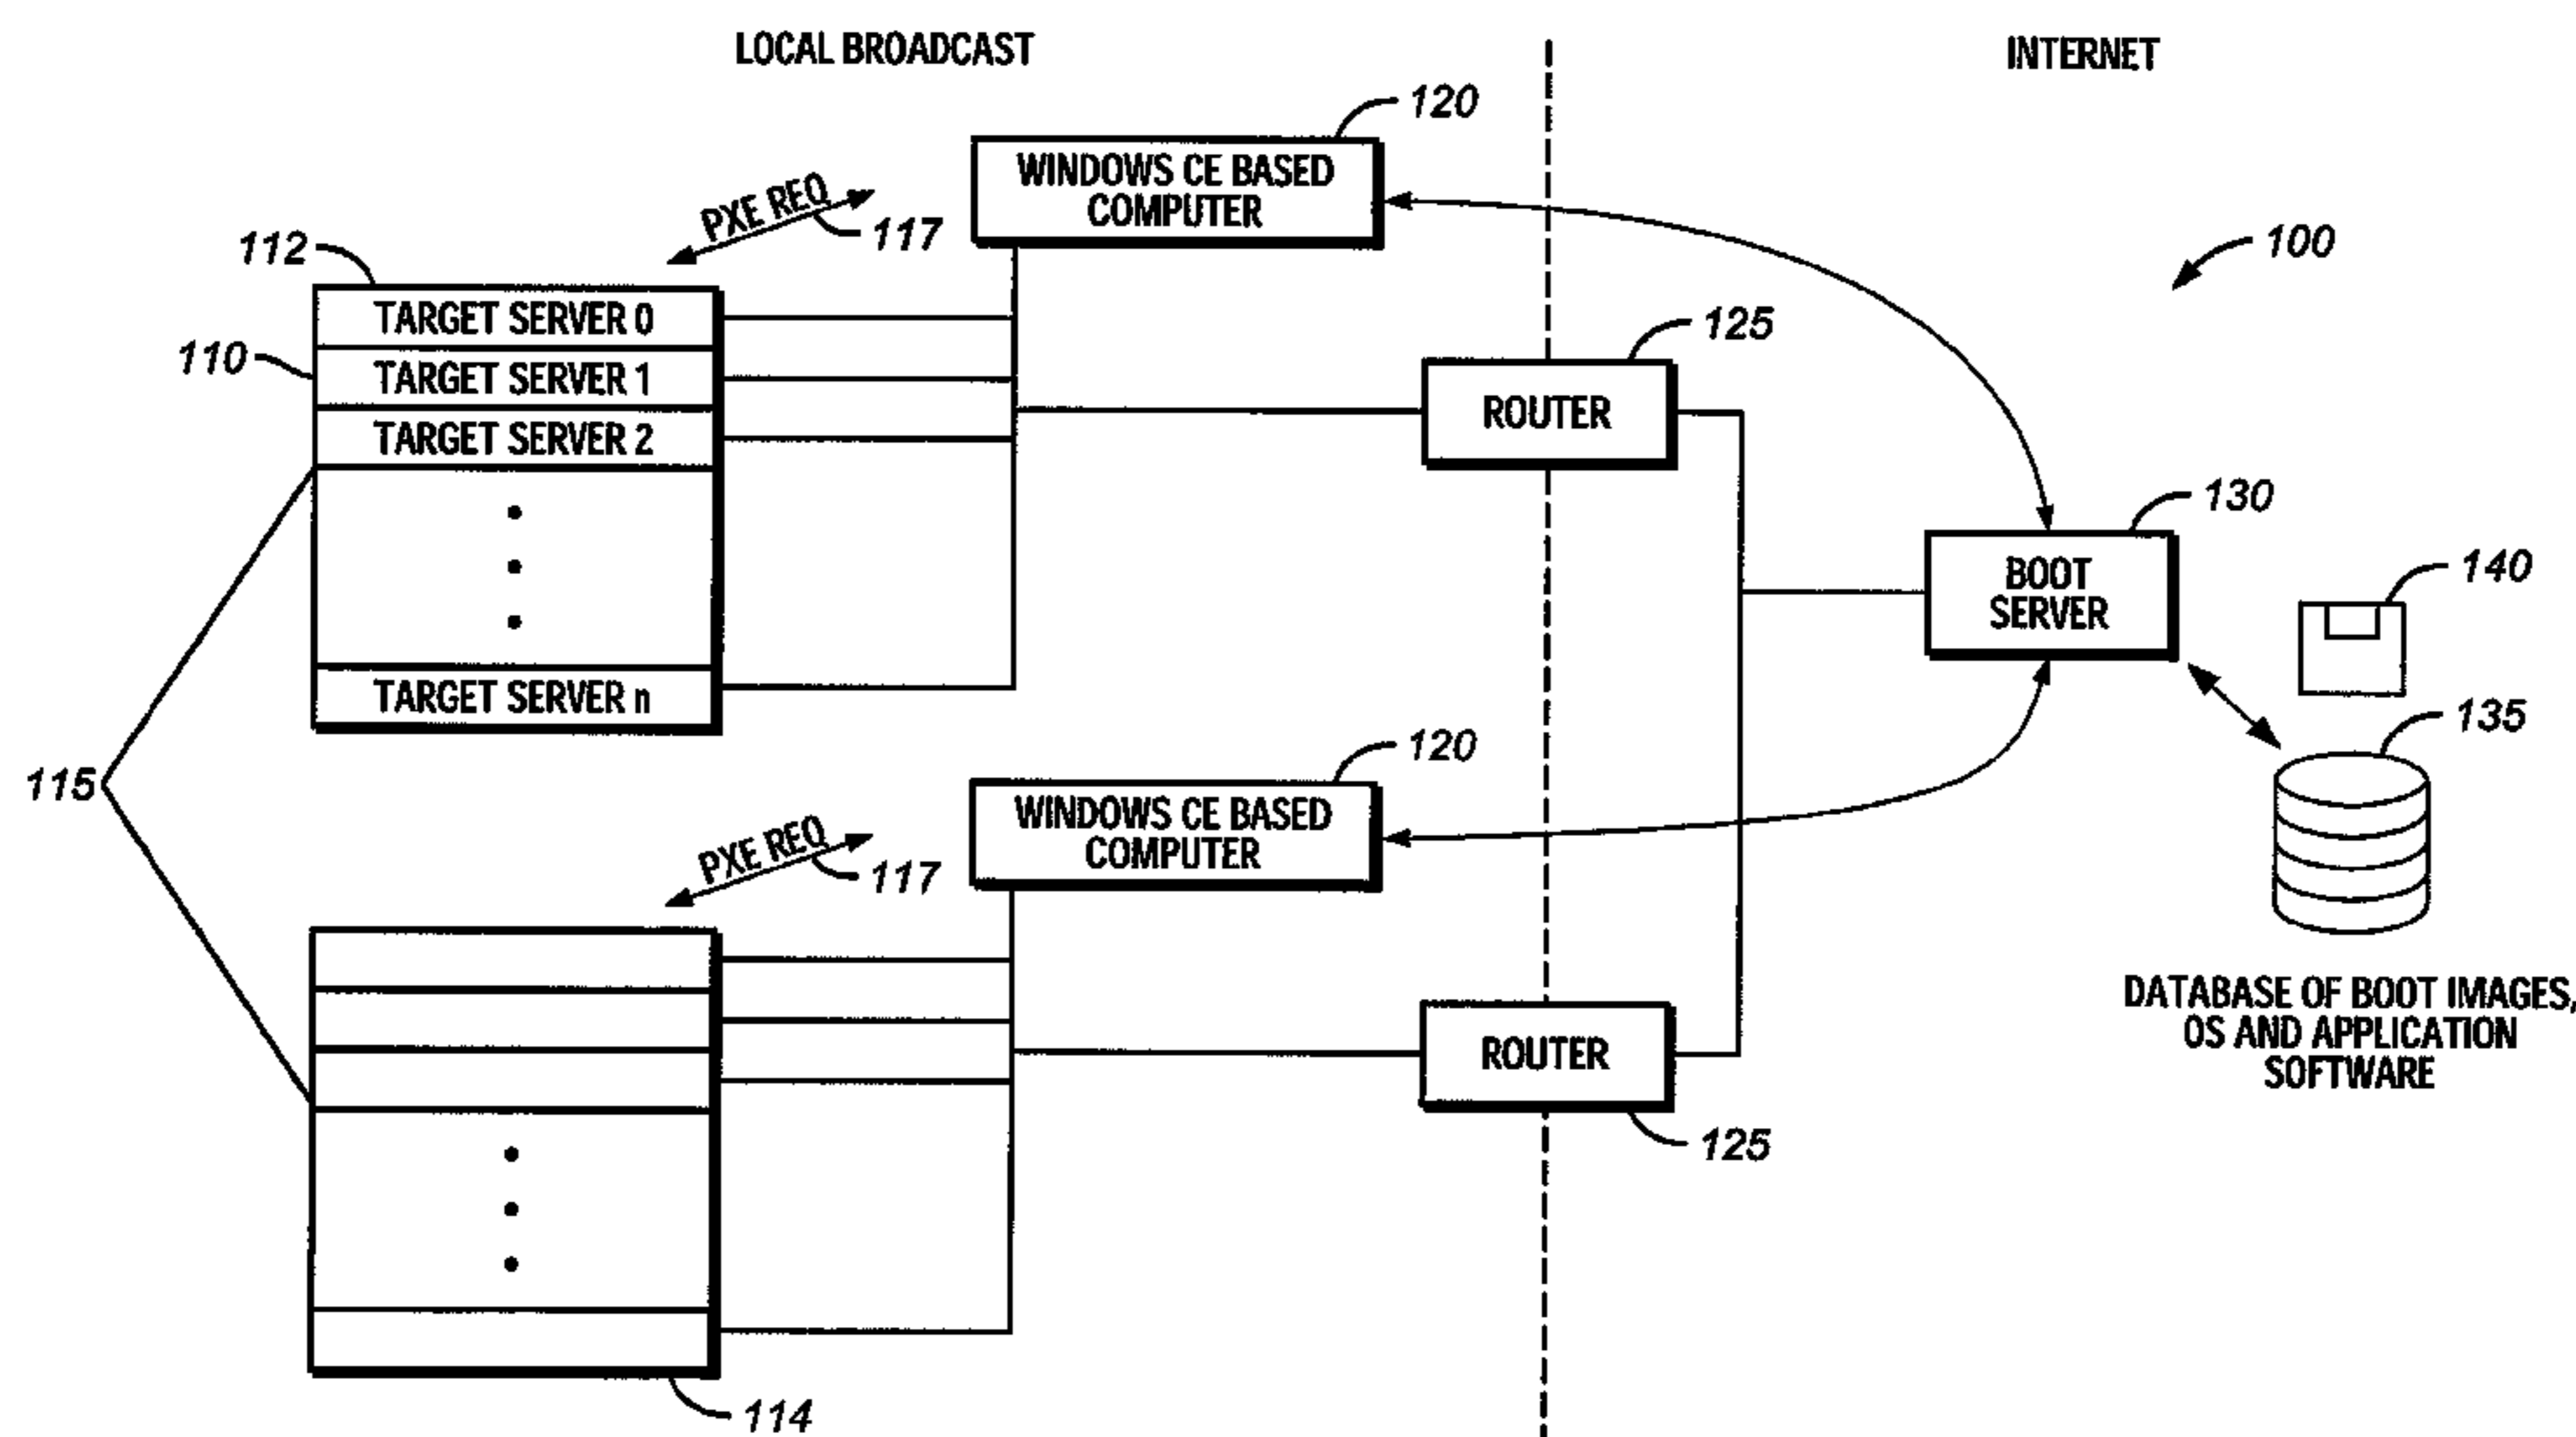 LOCAL BROADCAST
INTERNET
120
WINDOWS CE BASED
COMPUTER
PXE REQ
117
112
100
TARGET SERVER 0
110
TARGET SERVER 1
TARGET SERVER 2
125
ROUTER
130
BOOT
SERVER
140
TARGET SERVER n
115
135
120
WINDOWS CE BASED
COMPUTER
PXE REQ
117
DATABASE OF BOOT IMAGES,
OS AND APPLICATION
SOFTWARE
ROUTER
125
114